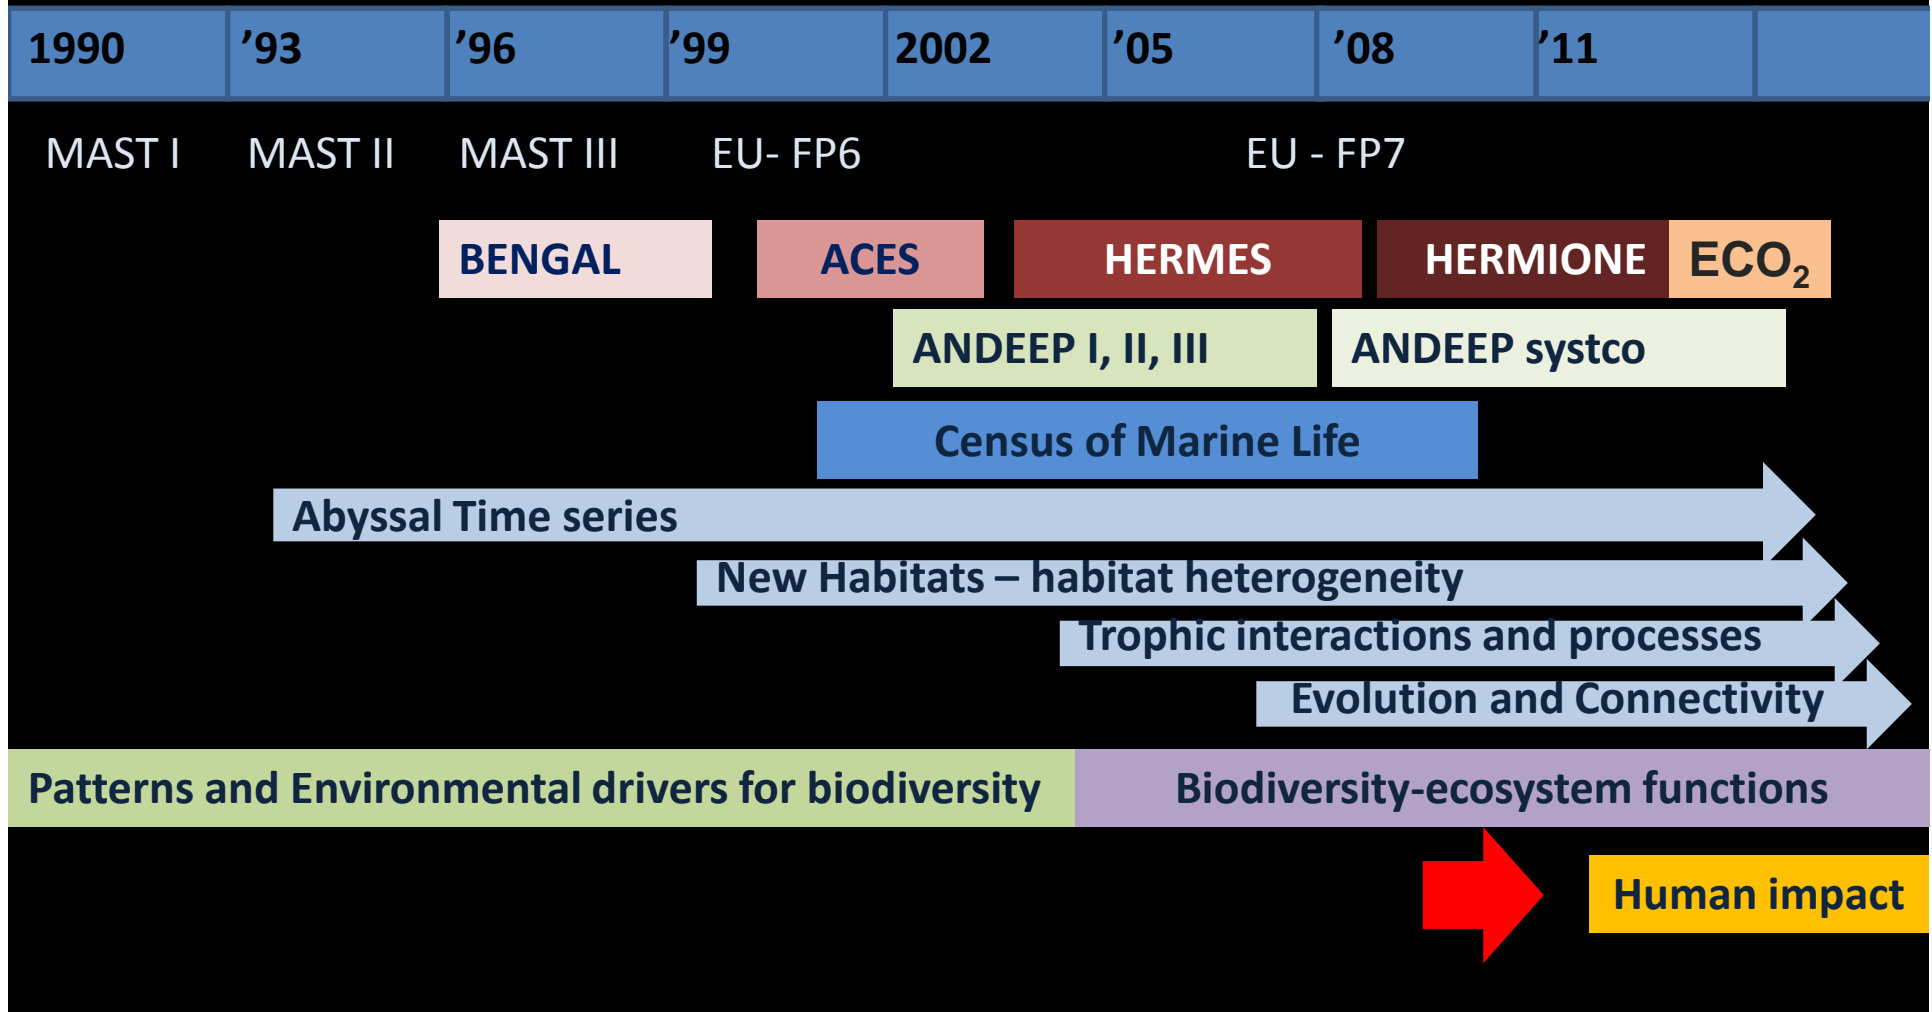 1990 ’93 ’96 ’99 2002 ’05 ’08 ’11
MAST I MAST II MAST III EU- FP6 EU - FP7
BENGAL ACES HERMES HERMIONE ECO₂
ANDEEP I, II, III ANDEEP systco
Census of Marine Life
Abyssal Time series
New Habitats – habitat heterogeneity
Trophic interactions and processes
Evolution and Connectivity
Patterns and Environmental drivers for biodiversity Biodiversity-ecosystem functions
Human impact